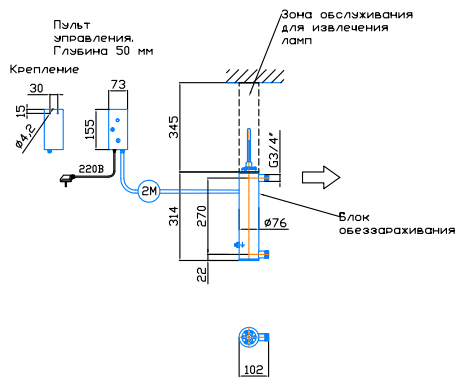 Зона обслуживания
для извлечения
ламп
Пульт
управления.
Глубина 50 мм
Крепление
30
15
Ø4,2
73
155
220В
2М
345
314
270
22
G3/4"
Ø76
Блок
обеззараживания
102